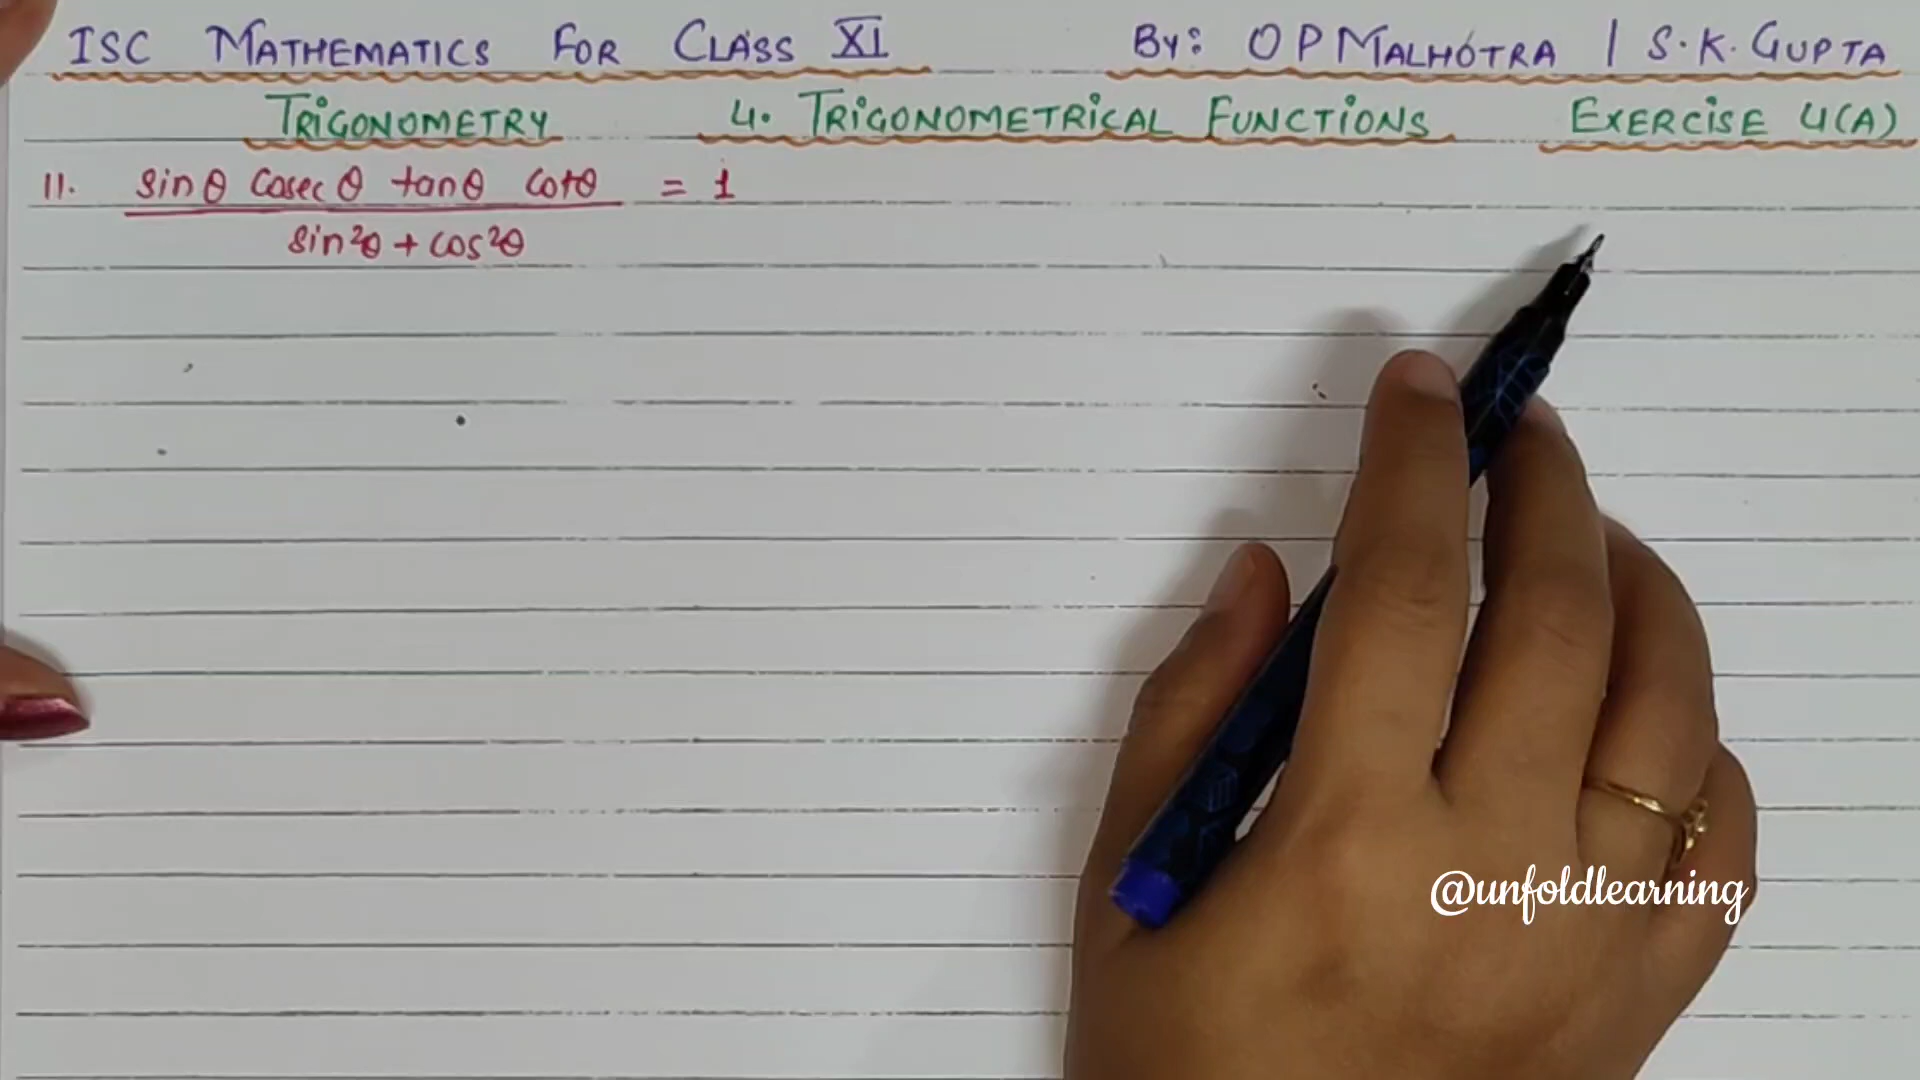 ISC MATHEMATICS FOR CLASS XI BY: O P MALHOTRA | S.K. GUPTA
TRIGONOMETRY 4. TRIGONOMETRICAL FUNCTIONS EXERCISE 4(A)
11. sinθ cosecθ tanθ cotθ = 1
sin²θ + cos²θ
@unfoldlearning